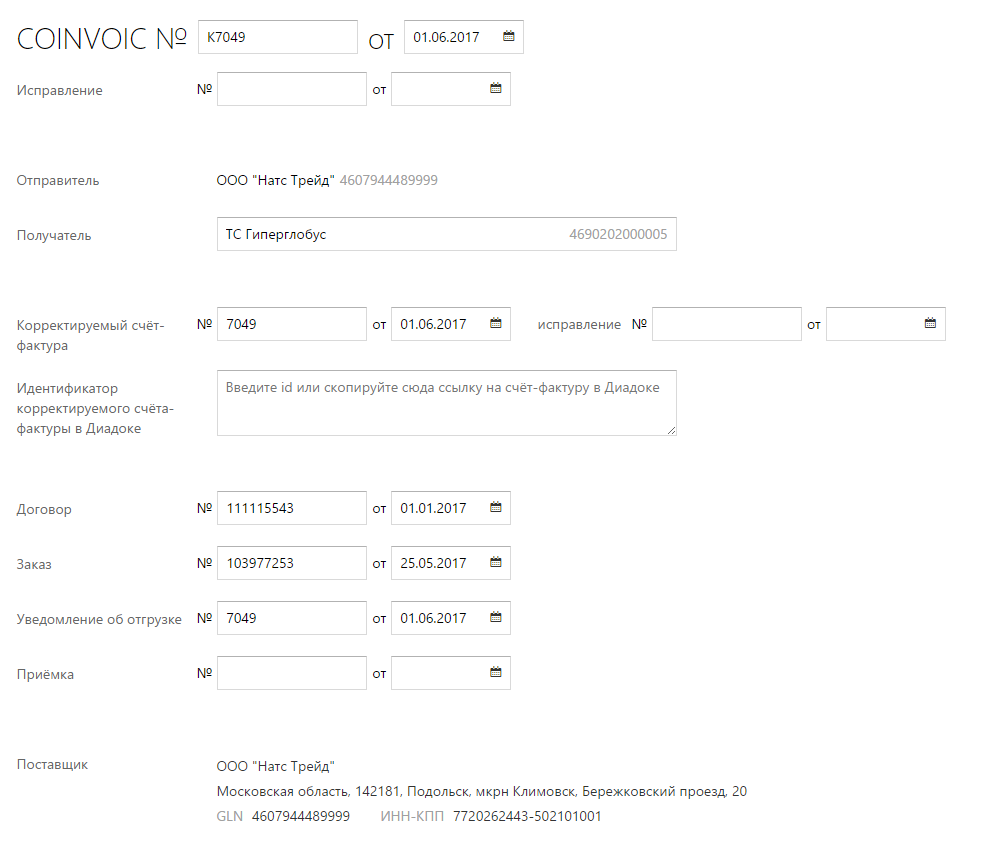 COINVOIC № К7049 от 01.06.2017
Исправление № от
Отправитель ООО "Натс Трейд" 4607944489999
Получатель ТС Гиперглобус 4690202000005
Корректируемый счёт-фактура № 7049 от 01.06.2017 исправление № от
Идентификатор
корректируемого счёта-
фактуры в Диадоке
Введите id или скопируйте сюда ссылку на счёт-фактуру в Диадоке
Договор № 111115543 от 01.01.2017
Заказ № 103977253 от 25.05.2017
Уведомление об отгрузке № 7049 от 01.06.2017
Приёмка № от
Поставщик ООО "Натс Трейд"
Московская область, 142181, Подольск, мкрн Климовск, Бережковский проезд, 20
GLN 4607944489999 ИНН-КПП 7720262443-502101001